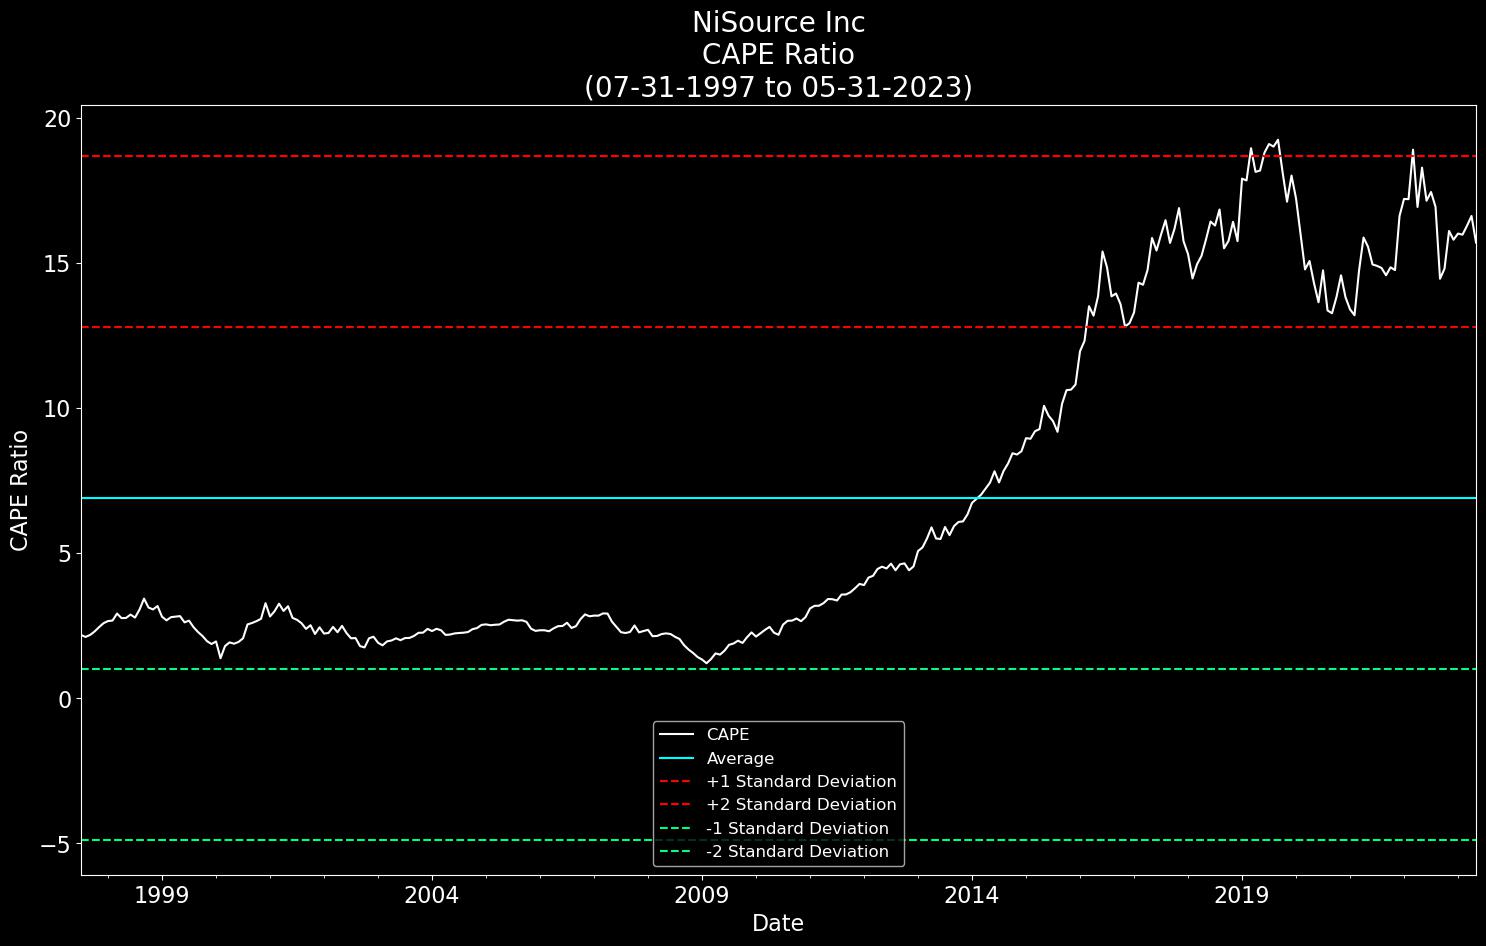 NiSource Inc
CAPE Ratio
(07-31-1997 to 05-31-2023)
20
15
10
5
0
−5
CAPE Ratio
CAPE
Average
+1 Standard Deviation
+2 Standard Deviation
-1 Standard Deviation
-2 Standard Deviation
1999 2004 2009 2014 2019
Date